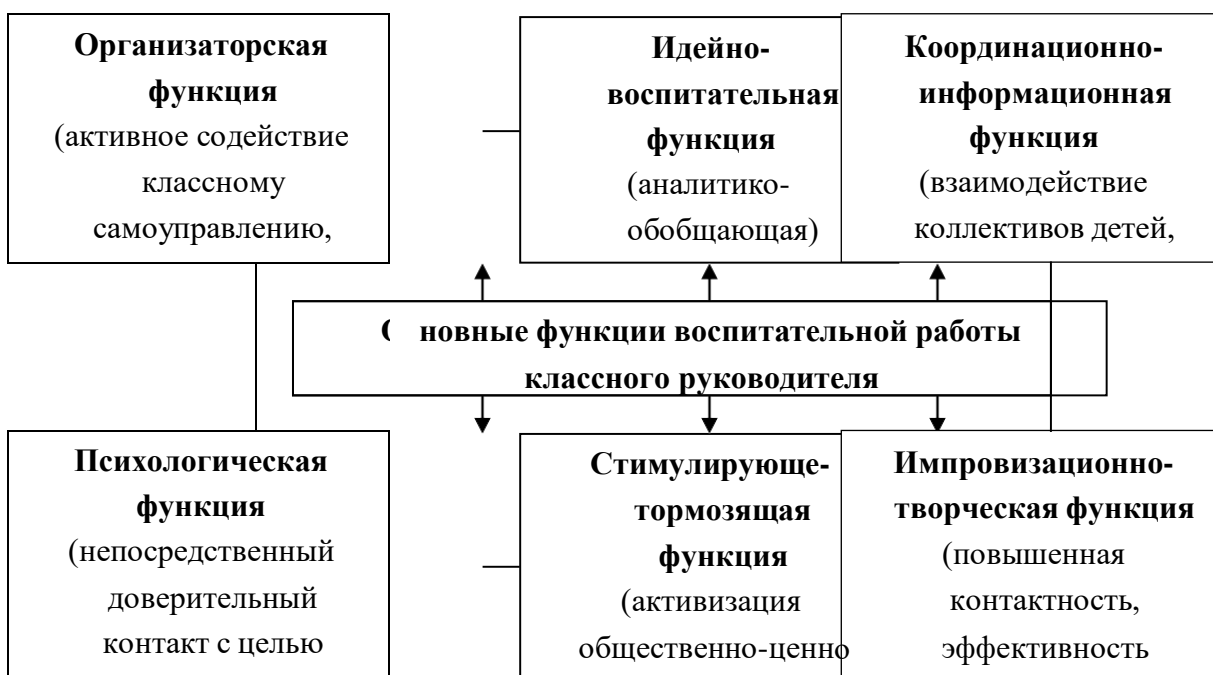 Организаторская
функция
(активное содействие
классному
самоуправлению,
Идейно-
воспитательная
функция
(аналитико-
обобщающая)
Координационно-
информационная
функция
(взаимодействие
коллективов детей,
новные функции воспитательной работы
классного руководителя
Психологическая
функция
(непосредственный
доверительный
контакт с целью
Стимулирующе-
тормозящая
функция
(активизация
общественно-ценно
Импровизационно-
творческая функция
(повышенная
контактность,
эффективность